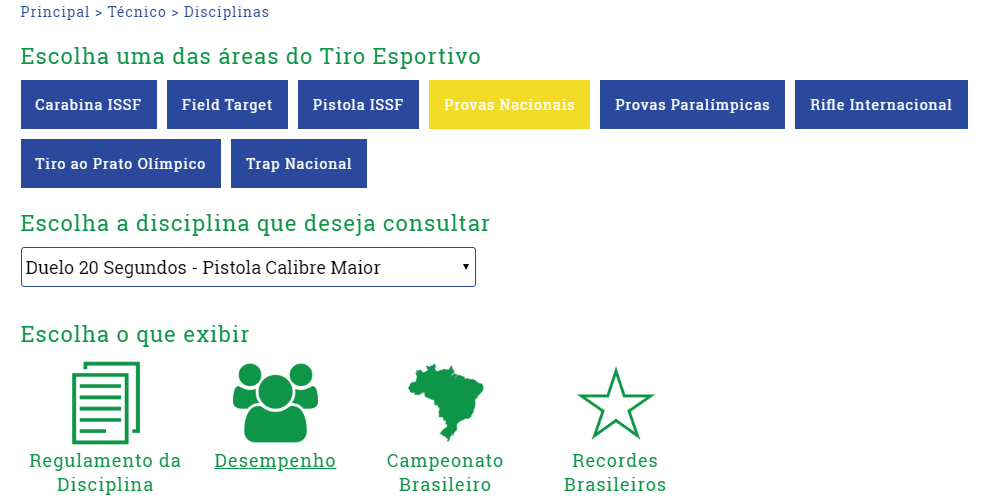 Principal > Técnico > Disciplinas
Escolha uma das áreas do Tiro Esportivo
Carabina ISSF Field Target Pistola ISSF Provas Nacionais Provas Paralímpicas Rifle Internacional
Tiro ao Prato Olímpico Trap Nacional
Escolha a disciplina que deseja consultar
Duelo 20 Segundos - Pistola Calibre Maior
Escolha o que exibir
Regulamento da Disciplina
Desempenho
Campeonato Brasileiro
Recordes Brasileiros